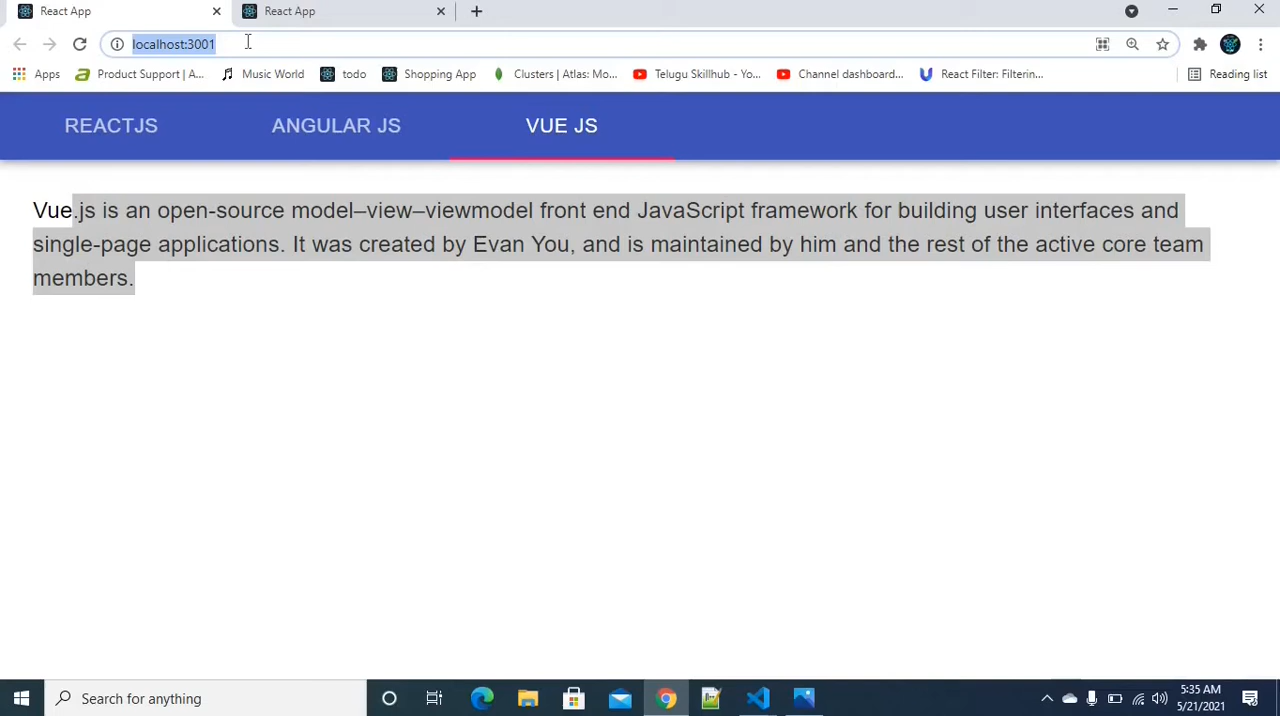 React App
React App
localhost:3001
Apps
Product Support | A...
Music World
todo
Shopping App
Clusters | Atlas: Mo...
Telugu Skillhub - Yo...
Channel dashboard...
React Filter: Filterin...
Reading list
REACTJS
ANGULAR JS
VUE JS
Vue.js is an open-source model–view–viewmodel front end JavaScript framework for building user interfaces and
single-page applications. It was created by Evan You, and is maintained by him and the rest of the active core team
members.
Search for anything
5:35 AM
5/21/2021